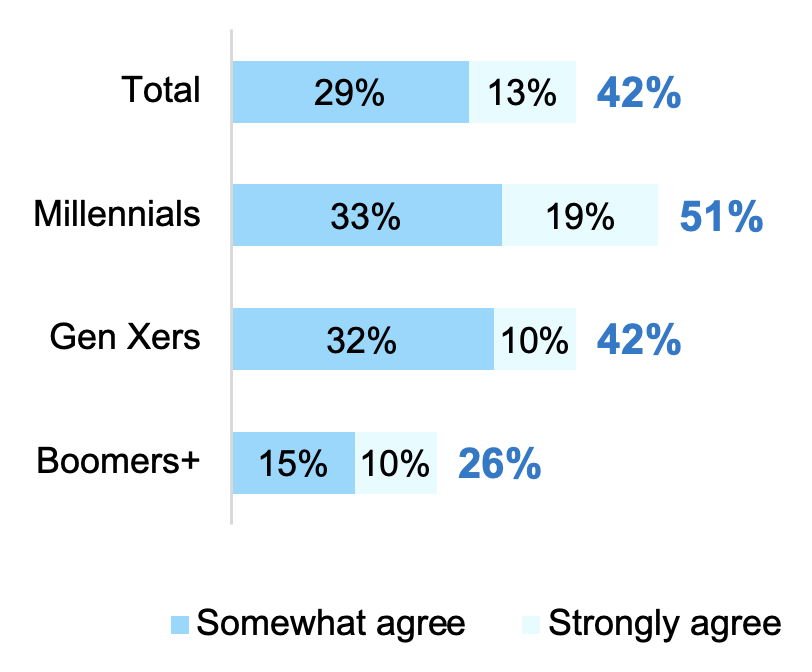 Total 29% 13% 42%
Millennials 33% 19% 51%
Gen Xers 32% 10% 42%
Boomers+ 15% 10% 26%
Somewhat agree Strongly agree